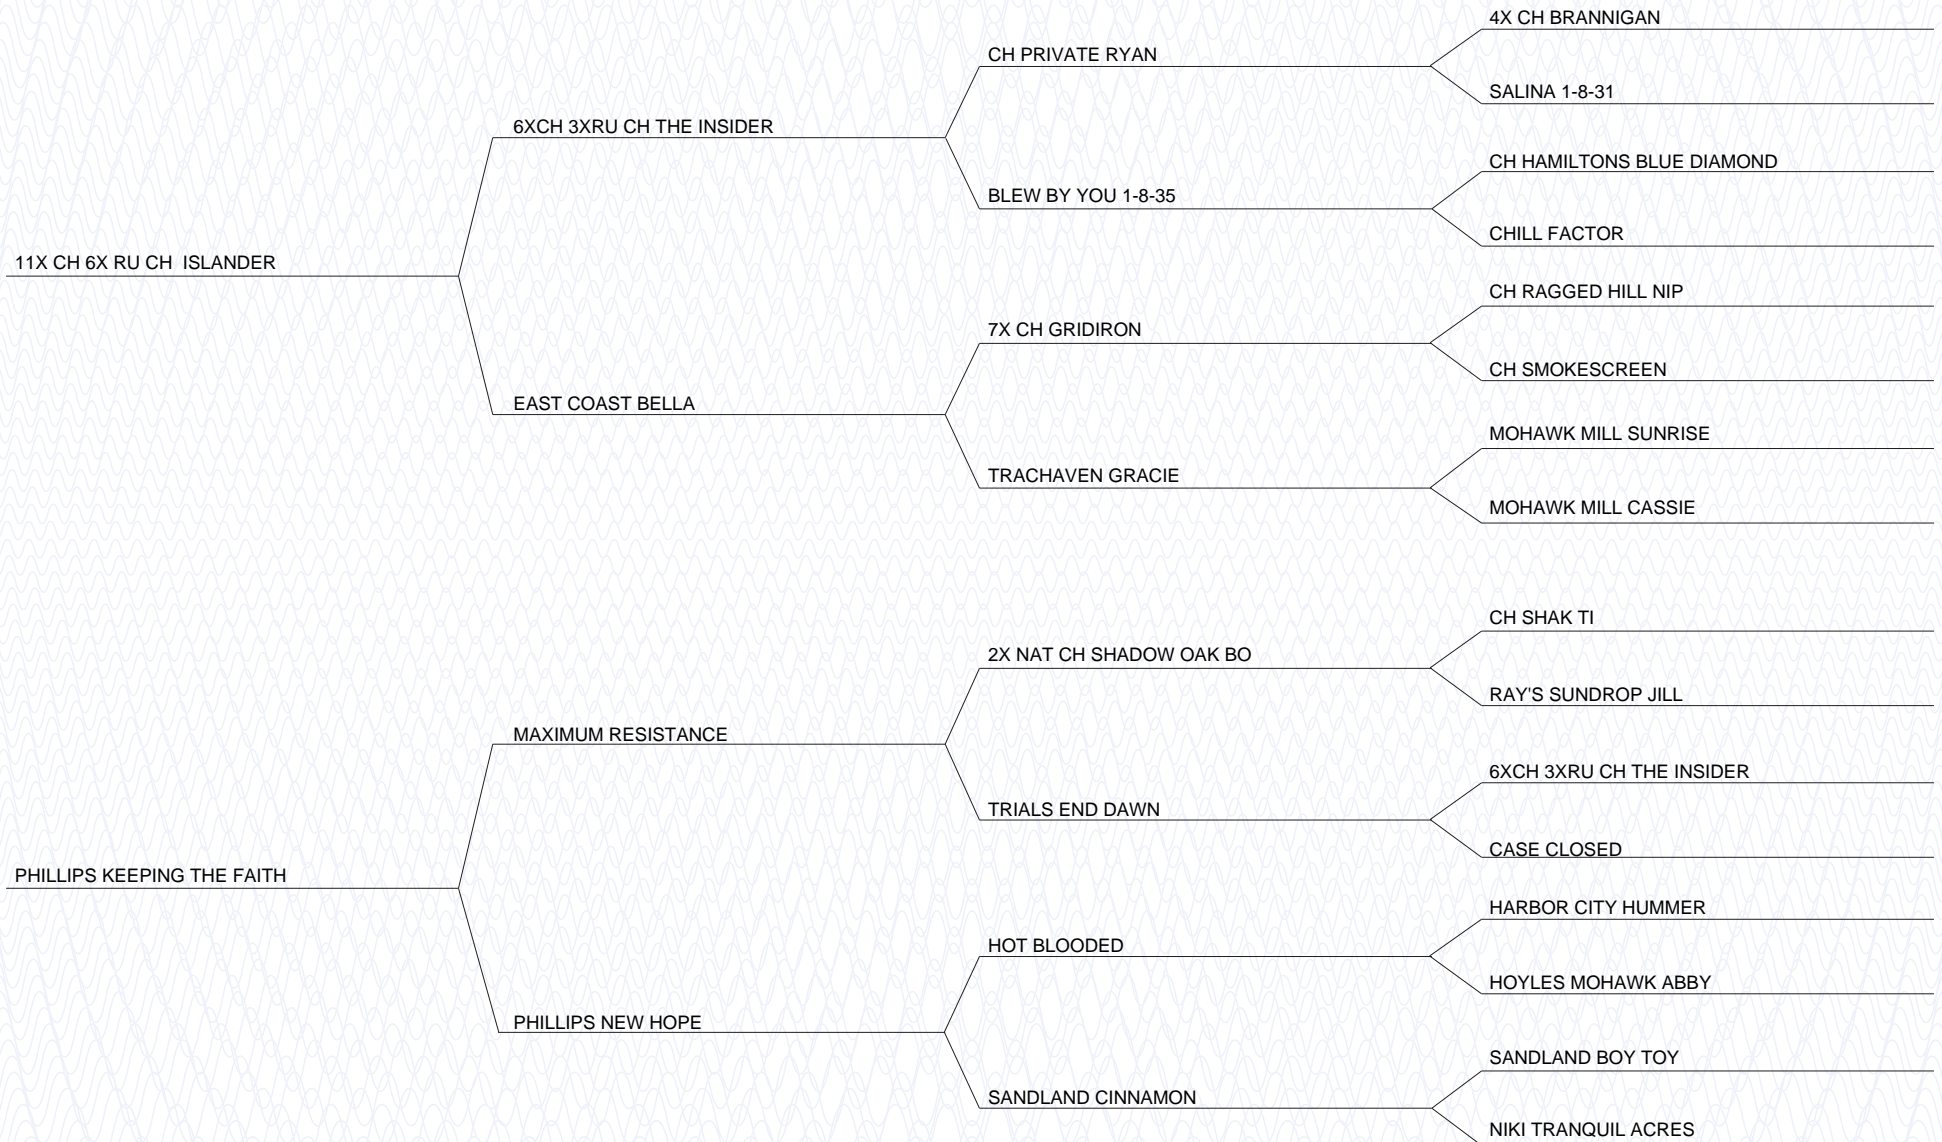 4X CH BRANNIGAN
CH PRIVATE RYAN
SALINA 1-8-31
6XCH 3XRU CH THE INSIDER
CH HAMILTONS BLUE DIAMOND
BLEW BY YOU 1-8-35
CHILL FACTOR
11X CH 6X RU CH  ISLANDER
CH RAGGED HILL NIP
7X CH GRIDIRON
CH SMOKESCREEN
EAST COAST BELLA
MOHAWK MILL SUNRISE
TRACHAVEN GRACIE
MOHAWK MILL CASSIE
CH SHAK TI
2X NAT CH SHADOW OAK BO
RAY'S SUNDROP JILL
MAXIMUM RESISTANCE
6XCH 3XRU CH THE INSIDER
TRIALS END DAWN
CASE CLOSED
PHILLIPS KEEPING THE FAITH
HARBOR CITY HUMMER
HOT BLOODED
HOYLES MOHAWK ABBY
PHILLIPS NEW HOPE
SANDLAND BOY TOY
SANDLAND CINNAMON
NIKI TRANQUIL ACRES